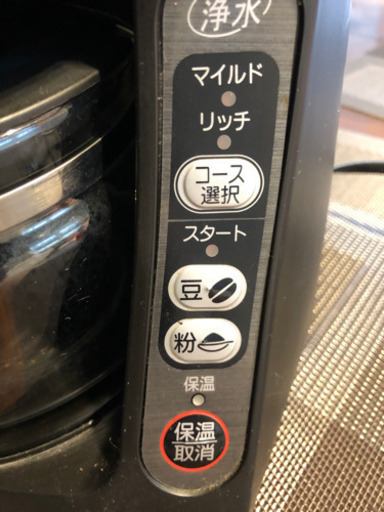 浄水
マイルド
リッチ
コース
選択
スタート
豆
粉
保温
保温
取消